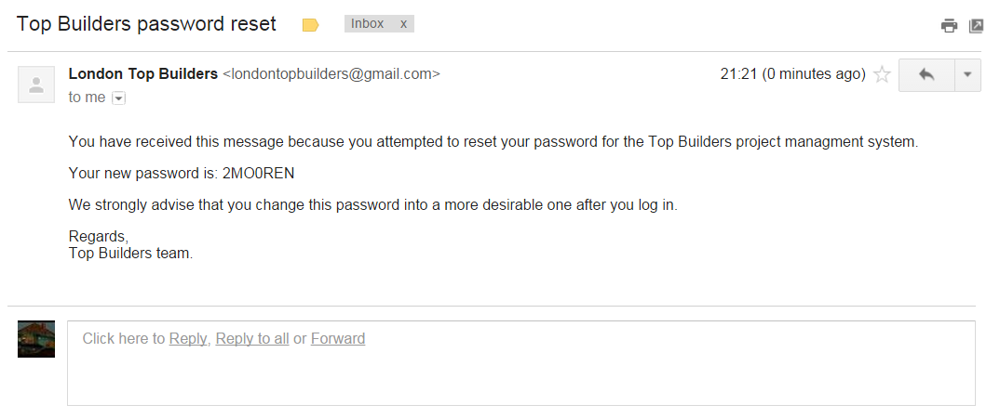 Top Builders password reset Inbox x
London Top Builders <londontopbuilders@gmail.com> 21:21 (0 minutes ago)
to me
You have received this message because you attempted to reset your password for the Top Builders project managment system.
Your new password is: 2MO0REN
We strongly advise that you change this password into a more desirable one after you log in.
Regards,
Top Builders team.
Click here to Reply, Reply to all or Forward